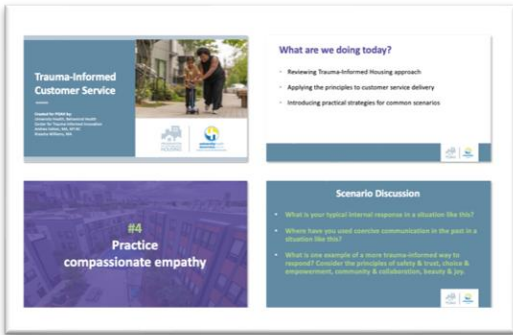 Trauma-Informed
Customer Service
Created for POAH by:
University Health, Behavioral Health
Center for Trauma-Informed Innovation
What are we doing today?
Reviewing Trauma-Informed Housing approach
Applying the principles to customer service delivery
Introducing practical strategies for common scenarios
#4
Practice
compassionate empathy
Scenario Discussion
What is your typical internal response in a situation like this?
Where have you used coercive communication in the past in a
situation like this?
What is one example of a more trauma-informed way to
respond? Consider the principles of safety & trust, choice &
empowerment, community & collaboration, beauty & joy.